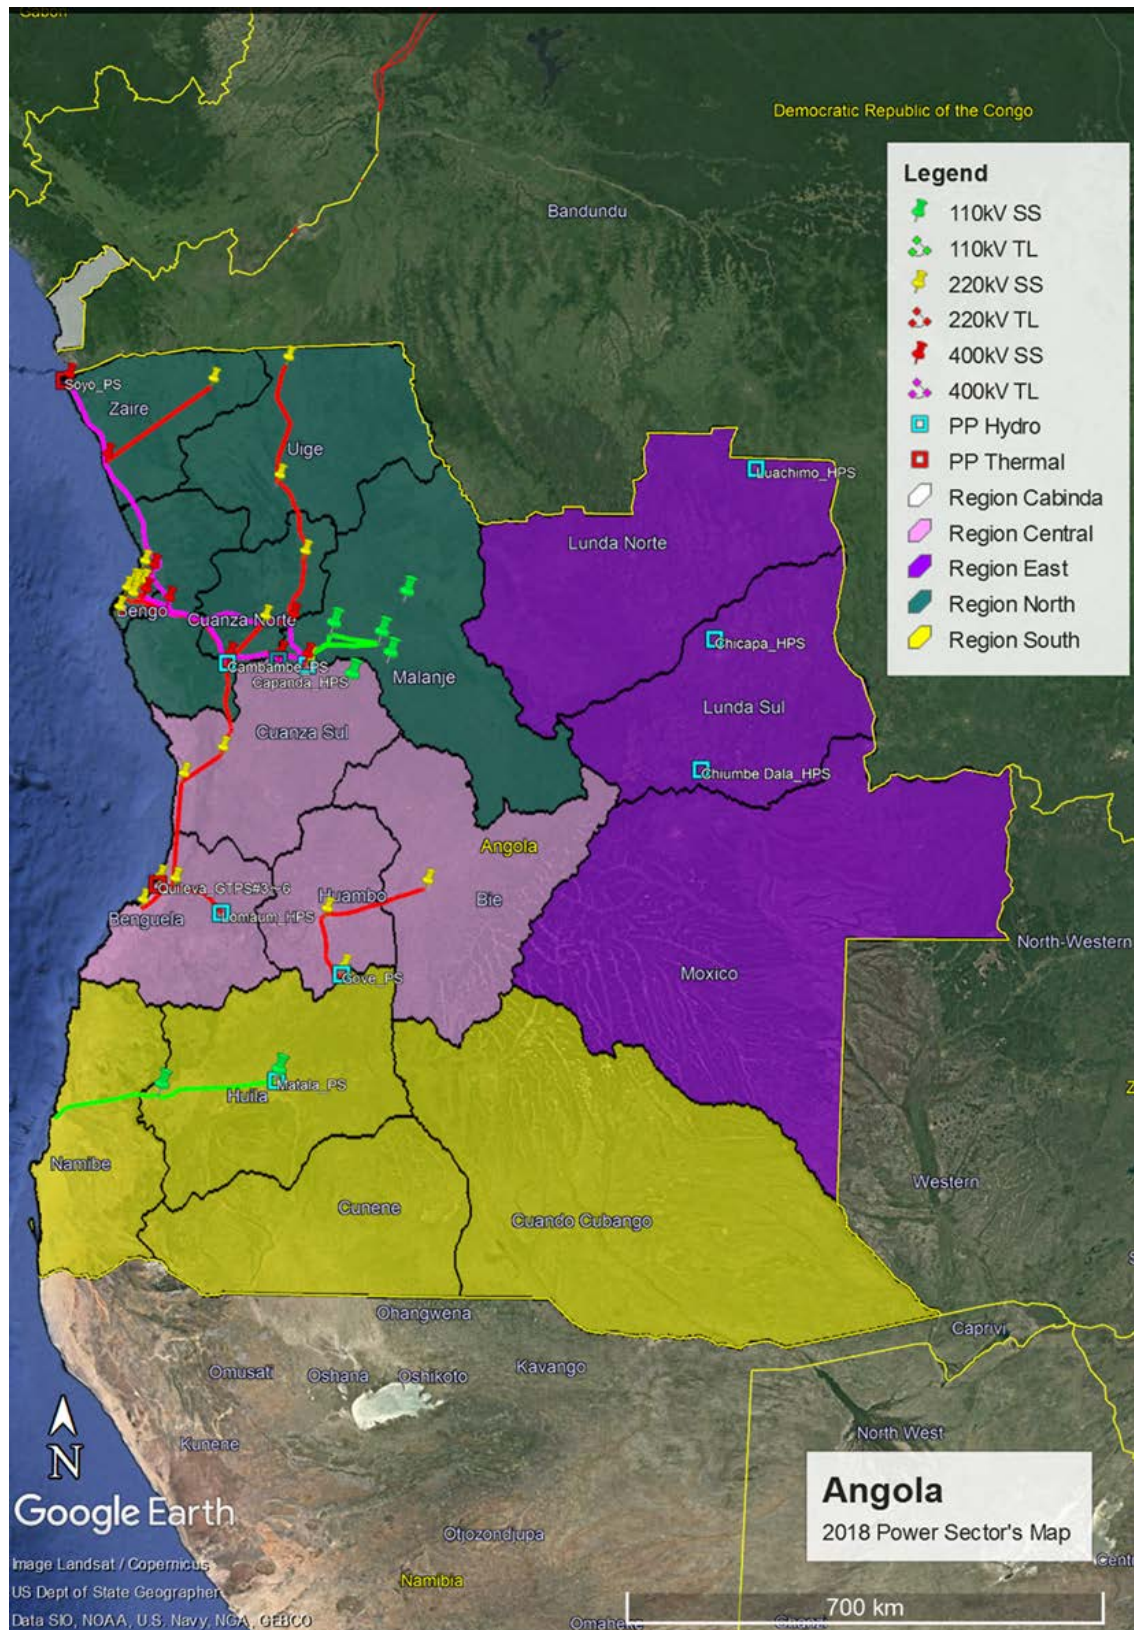 Gabon
Democratic Republic of the Congo
Bandundu
Legend
110kV SS
110kV TL
220kV SS
220kV TL
400kV SS
400kV TL
PP Hydro
PP Thermal
Region Cabinda
Region Central
Region East
Region North
Region South
Soyo_PS
Zaire
Uige
Luachimo_HPS
Lunda Norte
Bengo
Cuanza Norte
Chicapa_HPS
Cambambe_PS
Capanda_HPS
Malanje
Lunda Sul
Cuanza Sul
Chiumbe Dala_HPS
Angola
Quileva_GTPS#3~6
Huambo
Bie
Benguela
Lomaum_HPS
North-Western
Moxico
Gove_PS
Matala_PS
Huila
Namibe
Western
Cunene
Cuando Cubango
Ohangwena
Caprivi
Omusati
Oshana
Oshikoto
Kavango
Kunene
North West
N
Google Earth
Angola
2018 Power Sector's Map
Otjozondjupa
Image Landsat / Copernicus
US Dept of State Geographer
Namibia
Data SIO, NOAA, U.S. Navy, NGA, GEBCO
700 km
Omaheke
Ghanzi